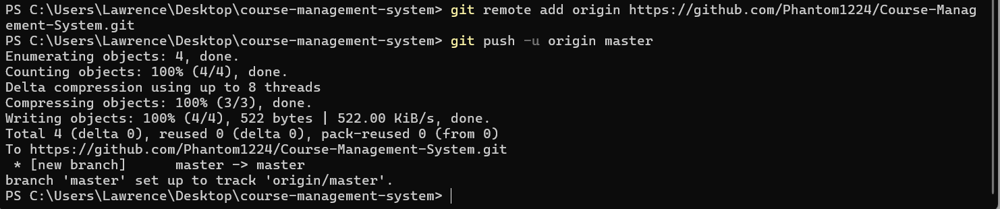 PS C:\Users\Lawrence\Desktop\course-management-system> git remote add origin https://github.com/Phantom1224/Course-Manag
ement-System.git
PS C:\Users\Lawrence\Desktop\course-management-system> git push -u origin master
Enumerating objects: 4, done.
Counting objects: 100% (4/4), done.
Delta compression using up to 8 threads
Compressing objects: 100% (3/3), done.
Writing objects: 100% (4/4), 522 bytes | 522.00 KiB/s, done.
Total 4 (delta 0), reused 0 (delta 0), pack-reused 0 (from 0)
To https://github.com/Phantom1224/Course-Management-System.git
 * [new branch]      master -> master
branch 'master' set up to track 'origin/master'.
PS C:\Users\Lawrence\Desktop\course-management-system>